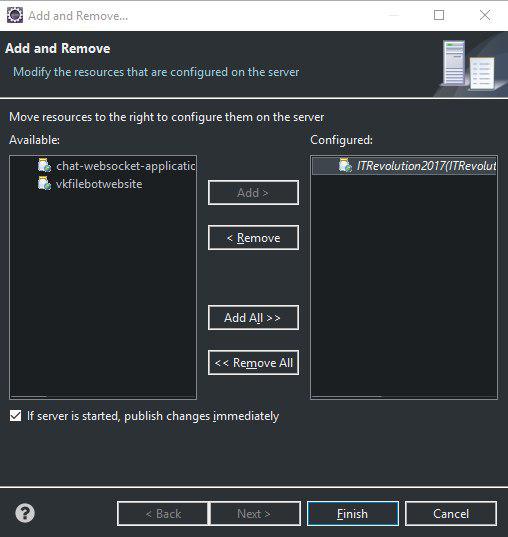 Add and Remove...
Add and Remove
Modify the resources that are configured on the server
Move resources to the right to configure them on the server
Available:
Configured:
chat-websocket-applicatic
vkfilebotwebsite
ITRevolution2017(ITRevolut
Add >
< Remove
Add All >>
<< Remove All
If server is started, publish changes immediately
?
< Back
Next >
Finish
Cancel